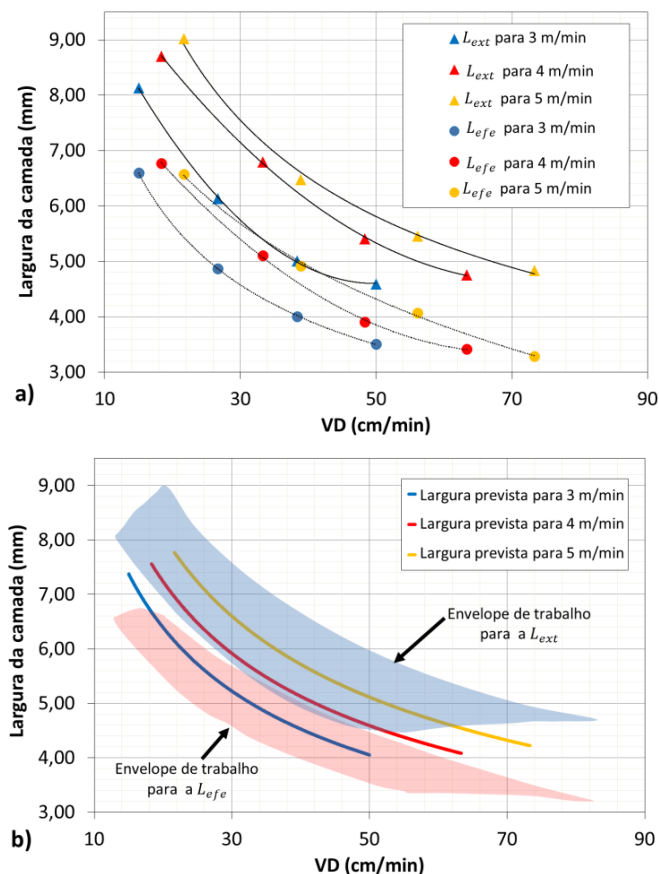 9,00
8,00
7,00
6,00
5,00
4,00
3,00
Largura da camada (mm)
L_ext para 3 m/min
L_ext para 4 m/min
L_ext para 5 m/min
L_efe para 3 m/min
L_efe para 4 m/min
L_efe para 5 m/min
10 30 50 70 90
a)
VD (cm/min)
9,00
8,00
7,00
6,00
5,00
4,00
3,00
Largura da camada (mm)
Largura prevista para 3 m/min
Largura prevista para 4 m/min
Largura prevista para 5 m/min
Envelope de trabalho
para a L_ext
Envelope de trabalho
para a L_efe
10 30 50 70 90
b)
VD (cm/min)